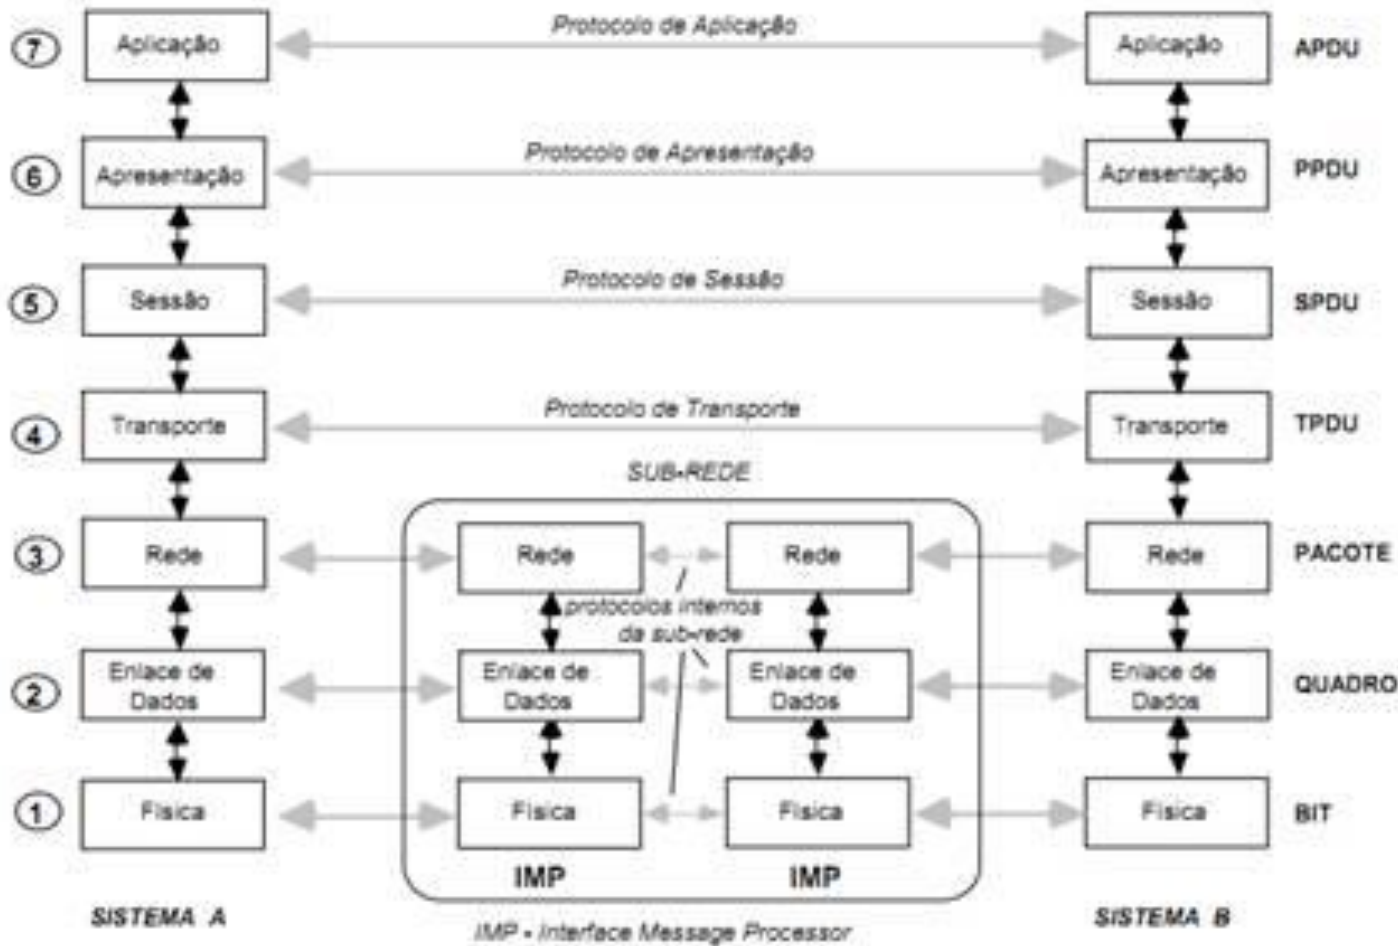 Protocolo de Aplicação
7 Aplicação Aplicação APDU
Protocolo de Apresentação
6 Apresentação Apresentação PPDU
Protocolo de Sessão
5 Sessão Sessão SPDU
Protocolo de Transporte
4 Transporte Transporte TPDU
SUB-REDE
3 Rede Rede Rede Rede PACOTE
protocolos internos
da sub-rede
2 Enlace de Dados Enlace de Dados Enlace de Dados Enlace de Dados QUADRO
1 Física Física Física Física BIT
IMP IMP
SISTEMA A SISTEMA B
IMP - Interface Message Processor